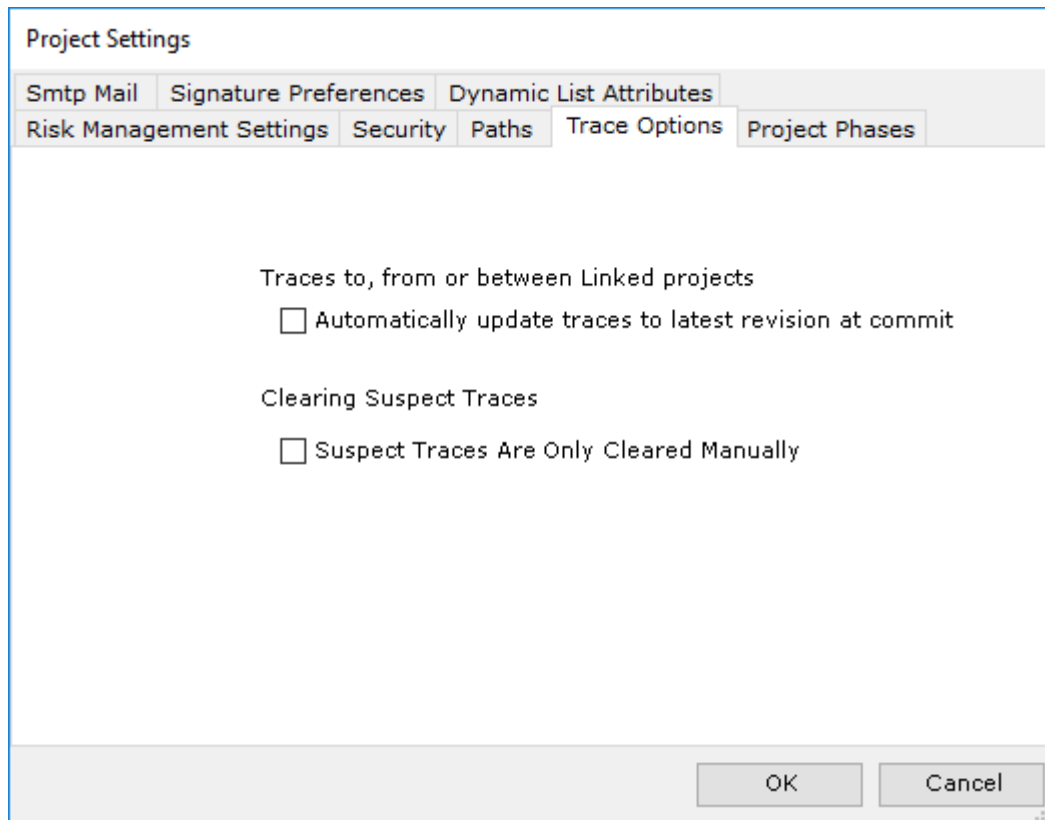 Project Settings
Smtp Mail Signature Preferences Dynamic List Attributes
Risk Management Settings Security Paths Trace Options Project Phases
Traces to, from or between Linked projects
Automatically update traces to latest revision at commit
Clearing Suspect Traces
Suspect Traces Are Only Cleared Manually
OK Cancel